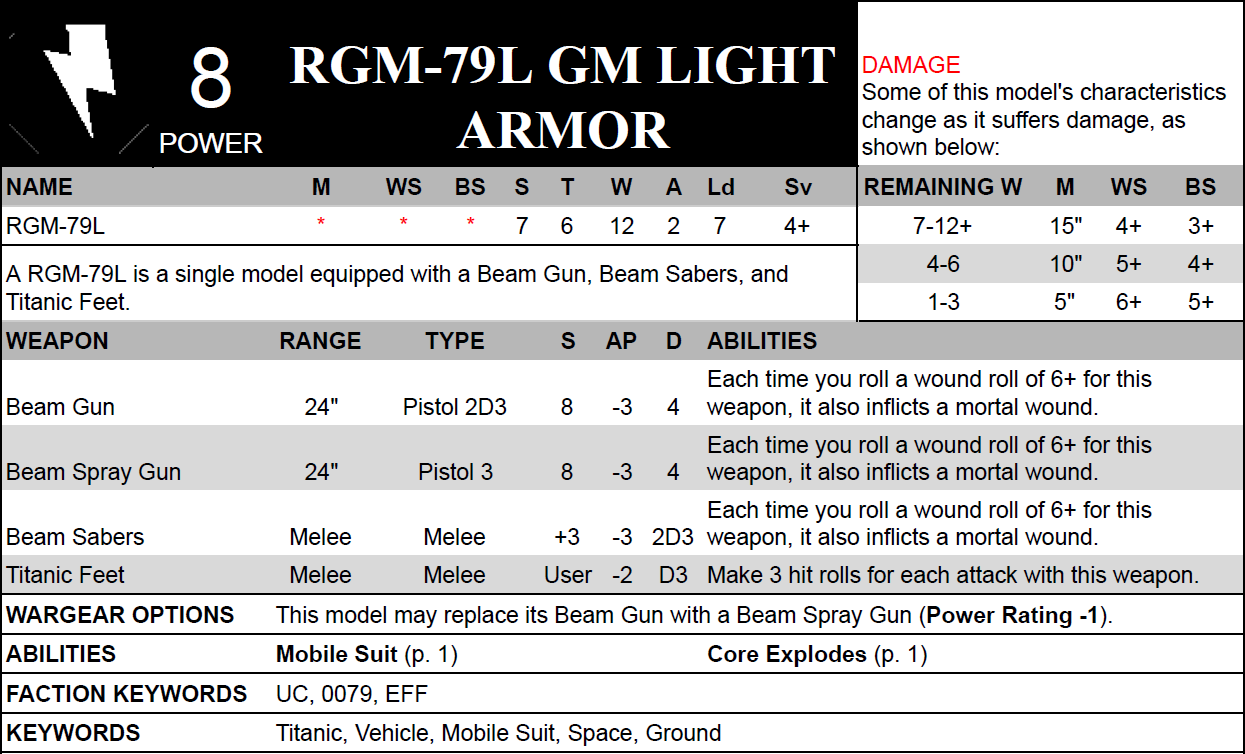 8
POWER
RGM-79L GM LIGHT
ARMOR
DAMAGE
Some of this model's characteristics
change as it suffers damage, as
shown below:
NAME M WS BS S T W A Ld Sv
RGM-79L * * * 7 6 12 2 7 4+
REMAINING W M WS BS
7-12+ 15" 4+ 3+
4-6 10" 5+ 4+
1-3 5" 6+ 5+
A RGM-79L is a single model equipped with a Beam Gun, Beam Sabers, and
Titanic Feet.
WEAPON RANGE TYPE S AP D ABILITIES
Beam Gun 24" Pistol 2D3 8 -3 4 Each time you roll a wound roll of 6+ for this
weapon, it also inflicts a mortal wound.
Beam Spray Gun 24" Pistol 3 8 -3 4 Each time you roll a wound roll of 6+ for this
weapon, it also inflicts a mortal wound.
Beam Sabers Melee Melee +3 -3 2D3 Each time you roll a wound roll of 6+ for this
weapon, it also inflicts a mortal wound.
Titanic Feet Melee Melee User -2 D3 Make 3 hit rolls for each attack with this weapon.
WARGEAR OPTIONS This model may replace its Beam Gun with a Beam Spray Gun (Power Rating -1).
ABILITIES Mobile Suit (p. 1) Core Explodes (p. 1)
FACTION KEYWORDS UC, 0079, EFF
KEYWORDS Titanic, Vehicle, Mobile Suit, Space, Ground